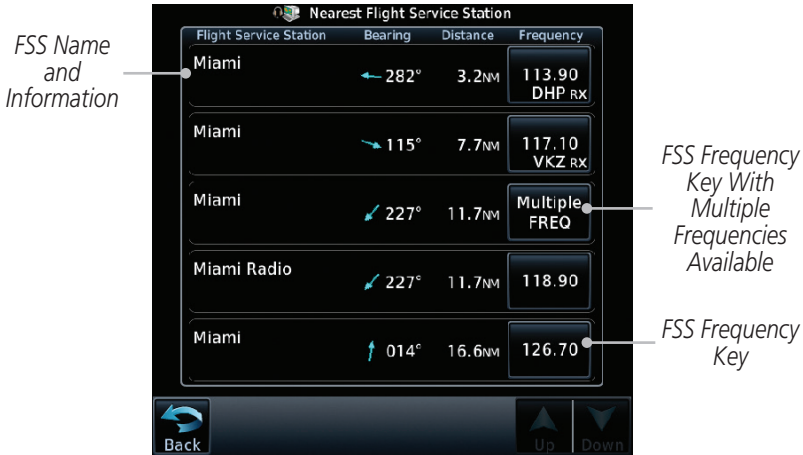 Nearest Flight Service Station
Flight Service Station Bearing Distance Frequency
FSS Name
and
Information
Miami 282° 3.2NM 113.90
DHP RX
Miami 115° 7.7NM 117.10
VKZ RX
Miami 227° 11.7NM Multiple
FREQ
FSS Frequency
Key With
Multiple
Frequencies
Available
Miami Radio 227° 11.7NM 118.90
Miami 014° 16.6NM 126.70
FSS Frequency
Key
Back Up Down